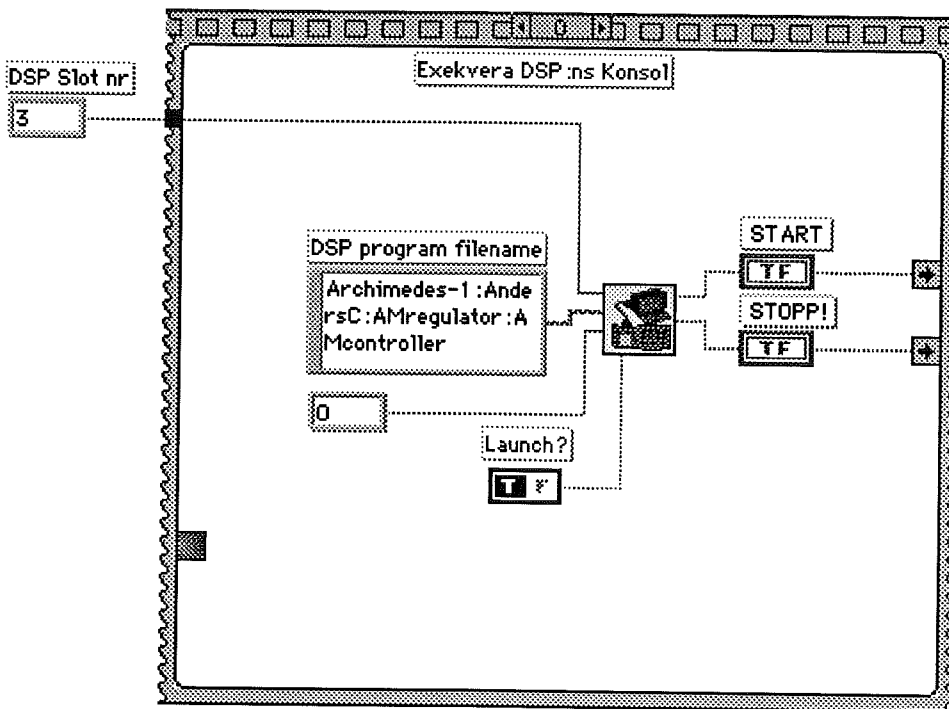 0
Exekvera DSP:ns Konsol
DSP Slot nr
3
DSP program filename
Archimedes-1:Ande
rsC:AMregulator:A
Mcontroller
START
TF
STOPP!
TF
0
Launch?
T F